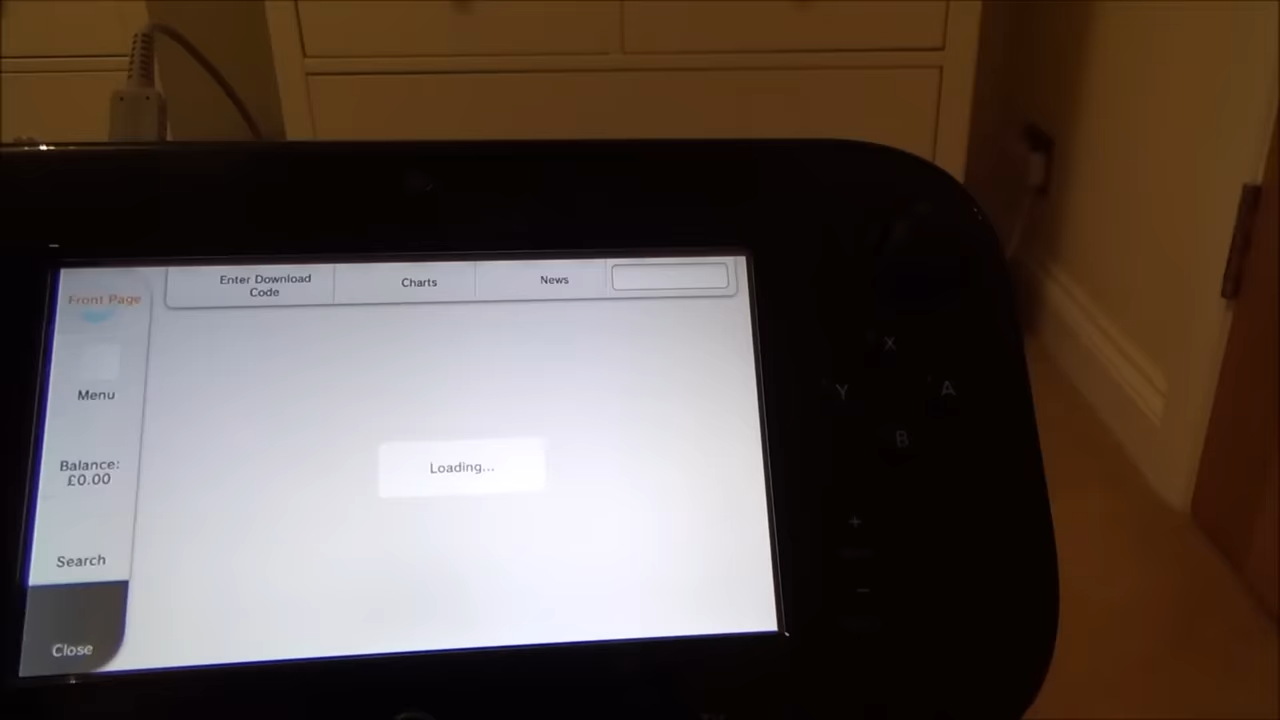 Enter Download
Code
Charts
News
Front Page
Menu
Balance:
£0.00
Search
Close
Loading...
X
Y
A
B
+
-